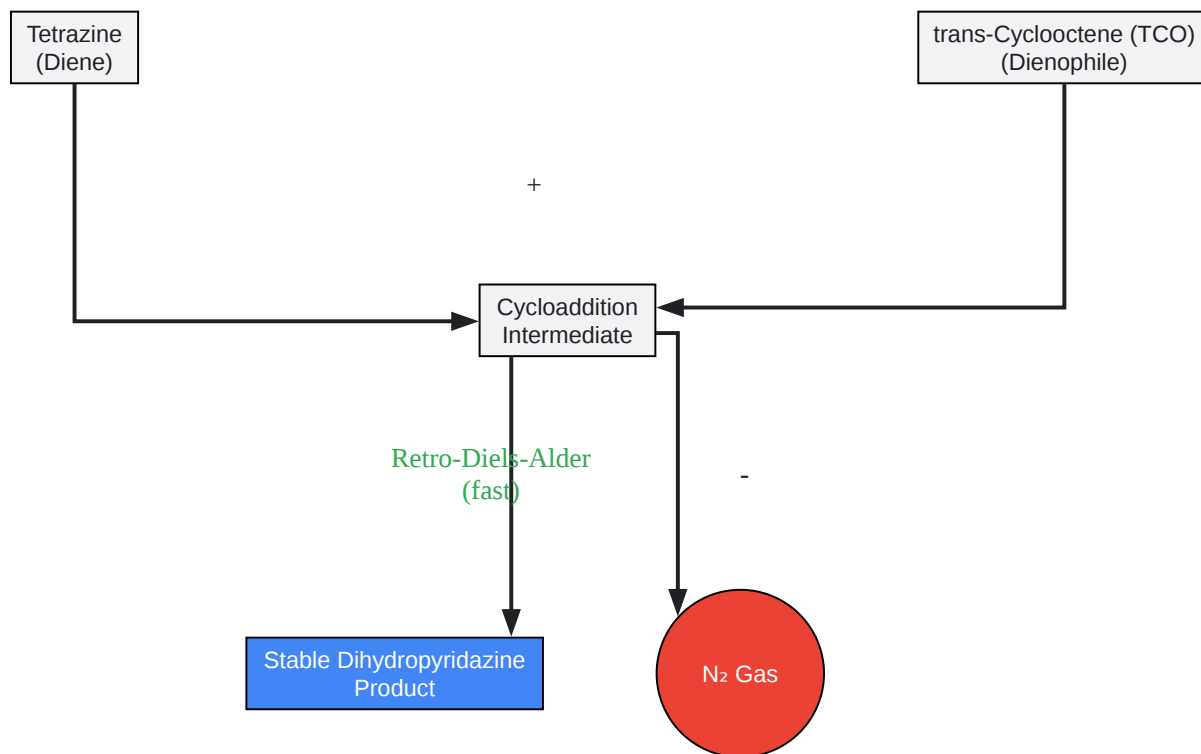 Tetrazine
(Diene)
trans-Cyclooctene (TCO)
(Dienophile)
+
Cycloaddition
Intermediate
Retro-Diels-Alder
(fast)
-
Stable Dihydropyridazine
Product
N₂ Gas